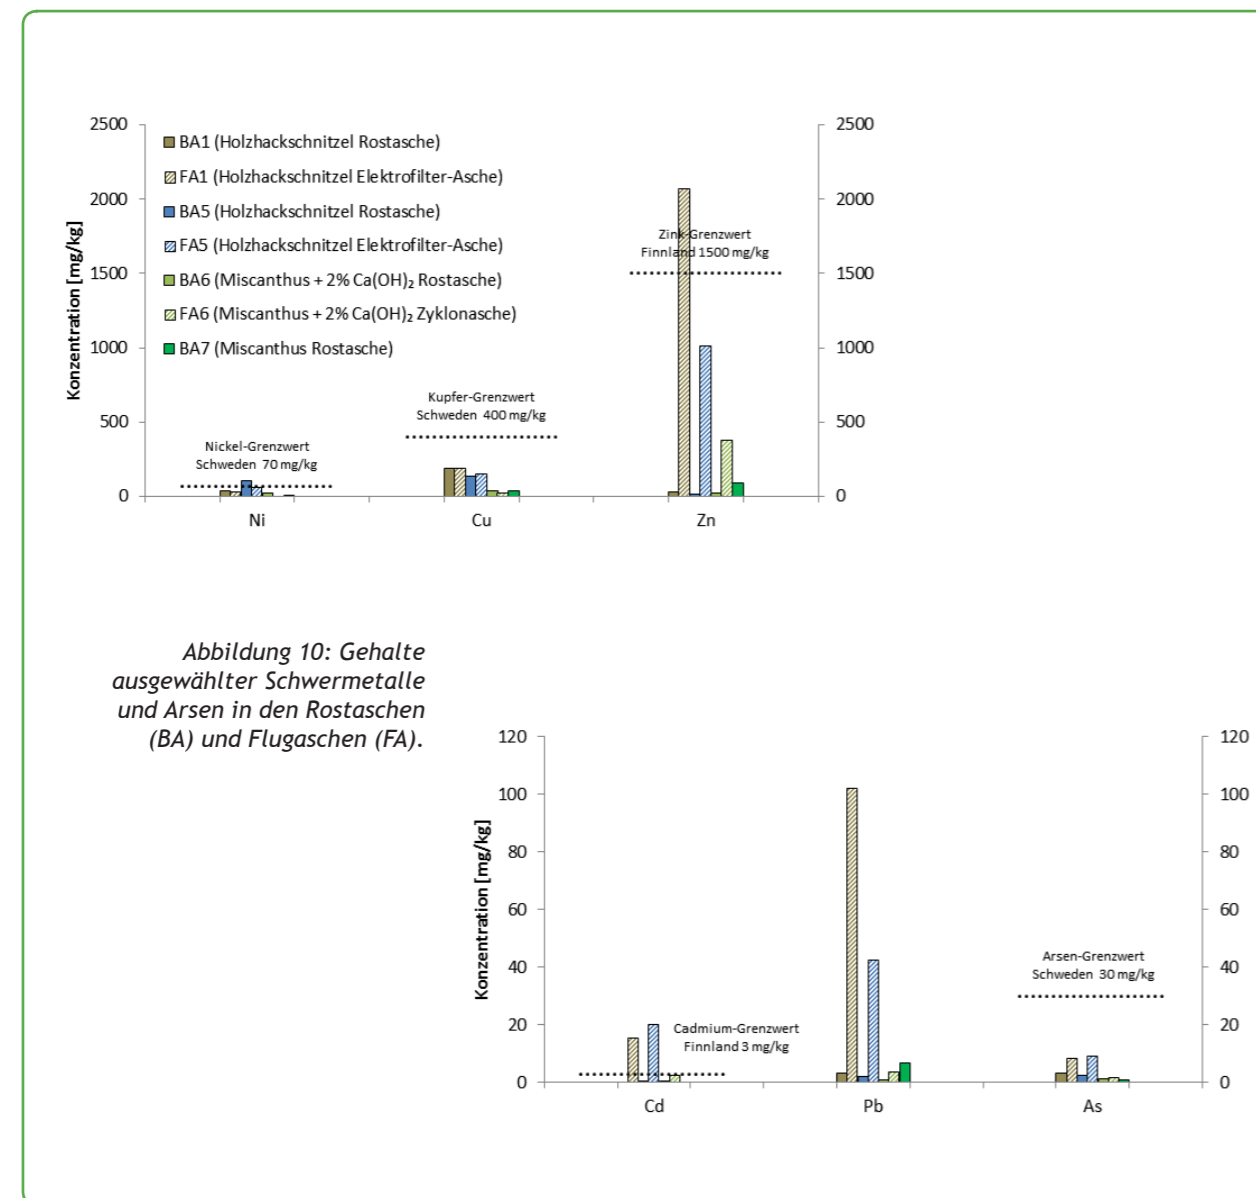 2500
2000
1500
1000
500
0
Konzentration [mg/kg]
BA1 (Holzhackschnitzel Rostasche)
FA1 (Holzhackschnitzel Elektrofilter-Asche)
BA5 (Holzhackschnitzel Rostasche)
FA5 (Holzhackschnitzel Elektrofilter-Asche)
BA6 (Miscanthus + 2% Ca(OH)₂ Rostasche)
FA6 (Miscanthus + 2% Ca(OH)₂ Zyklonasche)
BA7 (Miscanthus Rostasche)
Nickel-Grenzwert
Schweden 70 mg/kg
Kupfer-Grenzwert
Schweden 400 mg/kg
Zink-Grenzwert
Finnland 1500 mg/kg
2500
2000
1500
1000
500
0
Ni
Cu
Zn
Abbildung 10: Gehalte
ausgewählter Schwermetalle
und Arsen in den Rostaschen
(BA) und Flugaschen (FA).
120
100
80
60
40
20
0
Konzentration [mg/kg]
Cadmium-Grenzwert
Finnland 3 mg/kg
Arsen-Grenzwert
Schweden 30 mg/kg
120
100
80
60
40
20
0
Cd
Pb
As